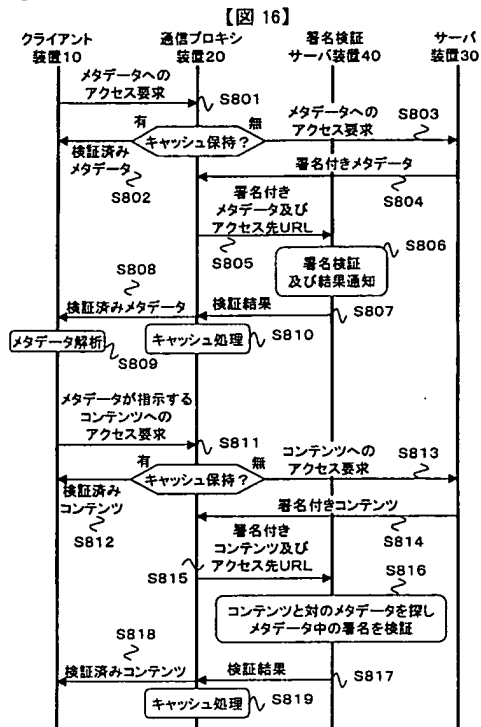 【図 16】
クライアント
装置10
通信プロキシ
装置20
署名検証
サーバ装置40
サーバ
装置30
メタデータへの
アクセス要求
S801
メタデータへの
アクセス要求
S803
有
無
キャッシュ保持？
検証済み
メタデータ
S802
署名付きメタデータ
S804
署名付き
メタデータ及び
アクセス先URL
S805
S806
署名検証
及び結果通知
S808
検証済みメタデータ
検証結果
S807
メタデータ解析
S809
キャッシュ処理
S810
メタデータが指示する
コンテンツへの
アクセス要求
S811
コンテンツへの
アクセス要求
S813
有
無
キャッシュ保持？
検証済み
コンテンツ
S812
署名付きコンテンツ
S814
署名付き
コンテンツ及び
アクセス先URL
S815
S816
コンテンツと対のメタデータを探し
メタデータ中の署名を検証
S818
検証済みコンテンツ
検証結果
S817
キャッシュ処理
S819